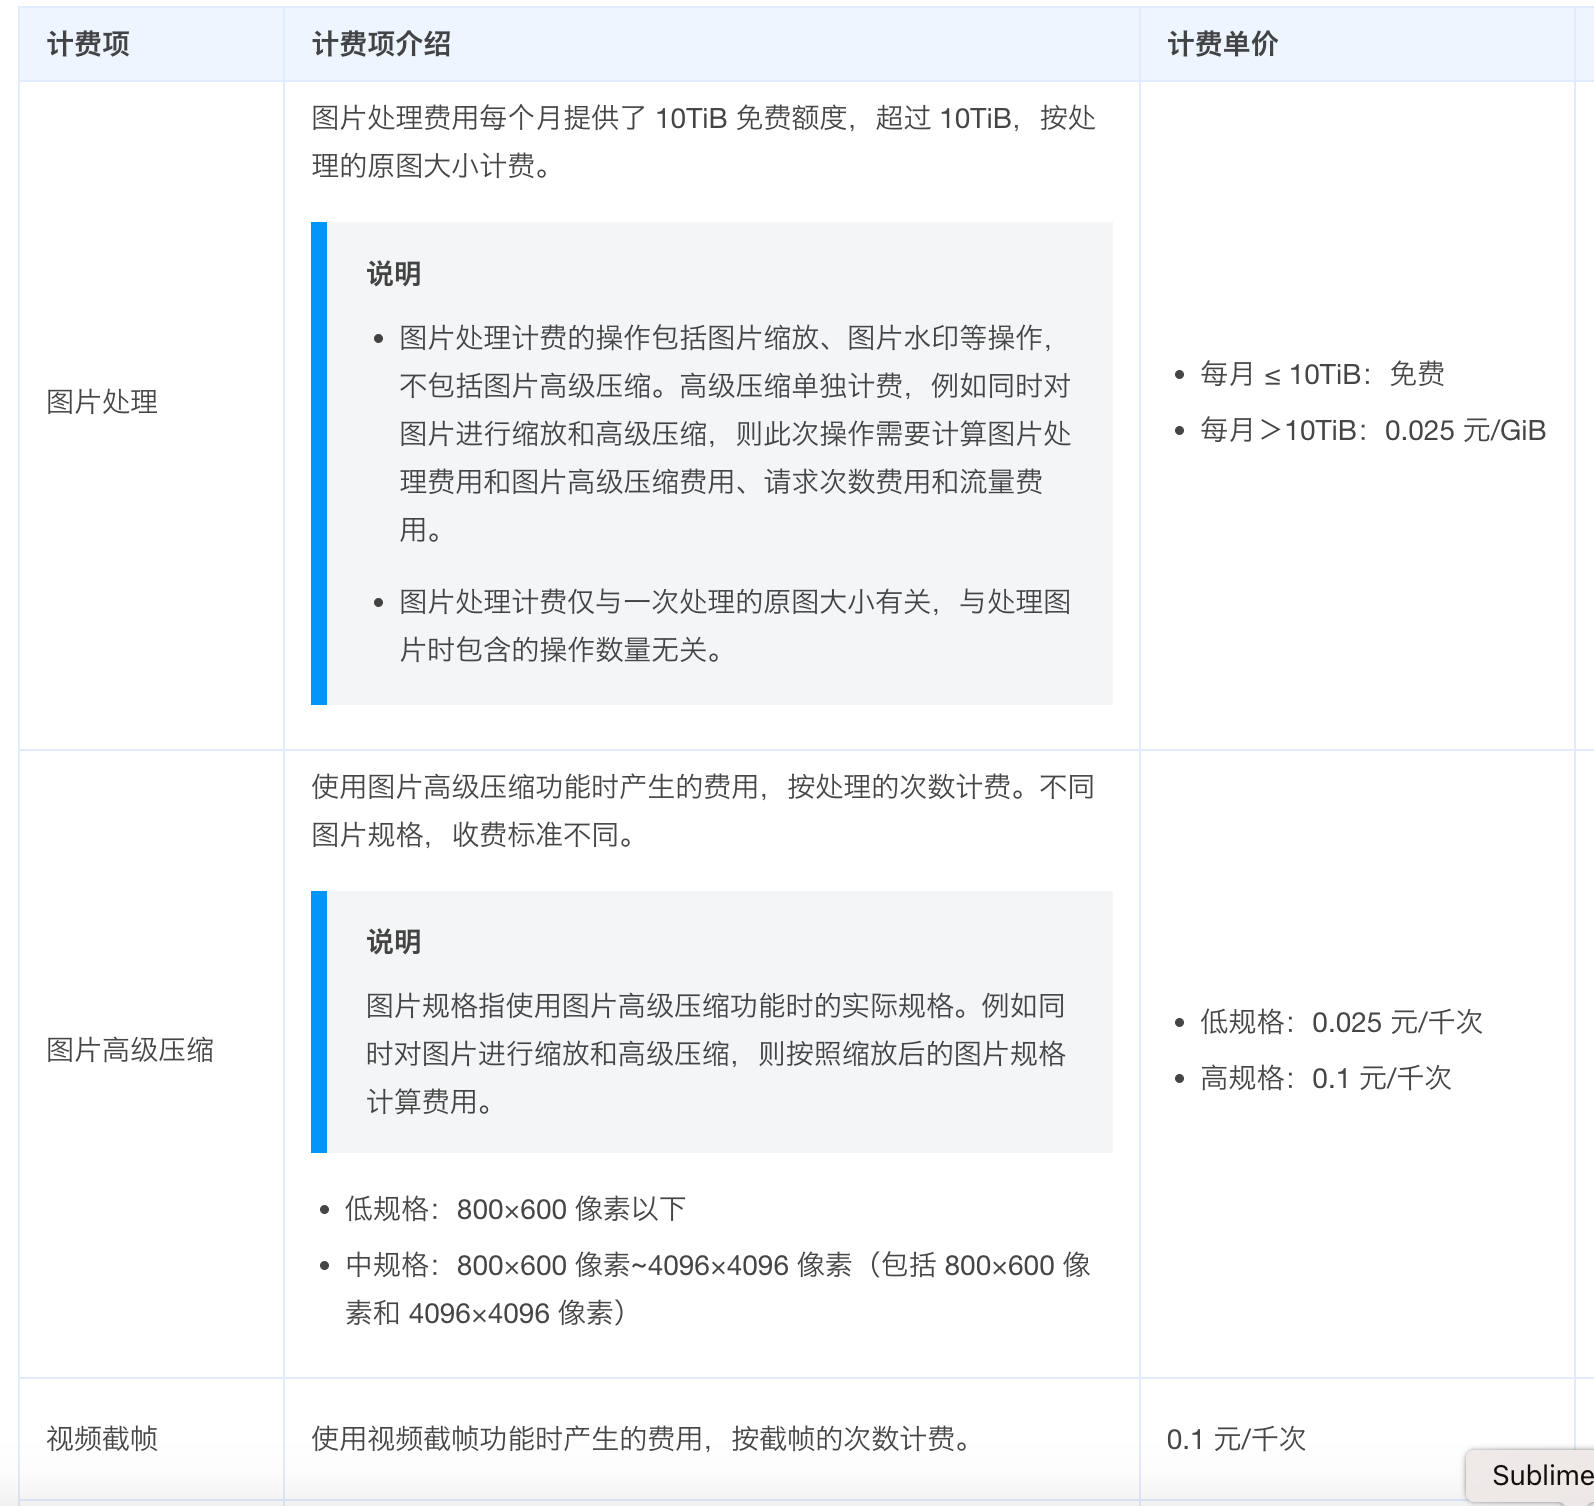 计费项
计费项介绍
计费单价
图片处理
图片处理费用每个月提供了 10TiB 免费额度，超过 10TiB，按处
理的原图大小计费。
说明
• 图片处理计费的操作包括图片缩放、图片水印等操作，
不包括图片高级压缩。高级压缩单独计费，例如同时对
图片进行缩放和高级压缩，则此次操作需要计算图片处
理费用和图片高级压缩费用、请求次数费用和流量费
用。
• 图片处理计费仅与一次处理的原图大小有关，与处理图
片时包含的操作数量无关。
• 每月 ≤ 10TiB：免费
• 每月＞10TiB：0.025 元/GiB
图片高级压缩
使用图片高级压缩功能时产生的费用，按处理的次数计费。不同
图片规格，收费标准不同。
说明
图片规格指使用图片高级压缩功能时的实际规格。例如同
时对图片进行缩放和高级压缩，则按照缩放后的图片规格
计算费用。
• 低规格：800×600 像素以下
• 中规格：800×600 像素~4096×4096 像素（包括 800×600 像
素和 4096×4096 像素）
• 低规格：0.025 元/千次
• 高规格：0.1 元/千次
视频截帧
使用视频截帧功能时产生的费用，按截帧的次数计费。
0.1 元/千次
Sublime